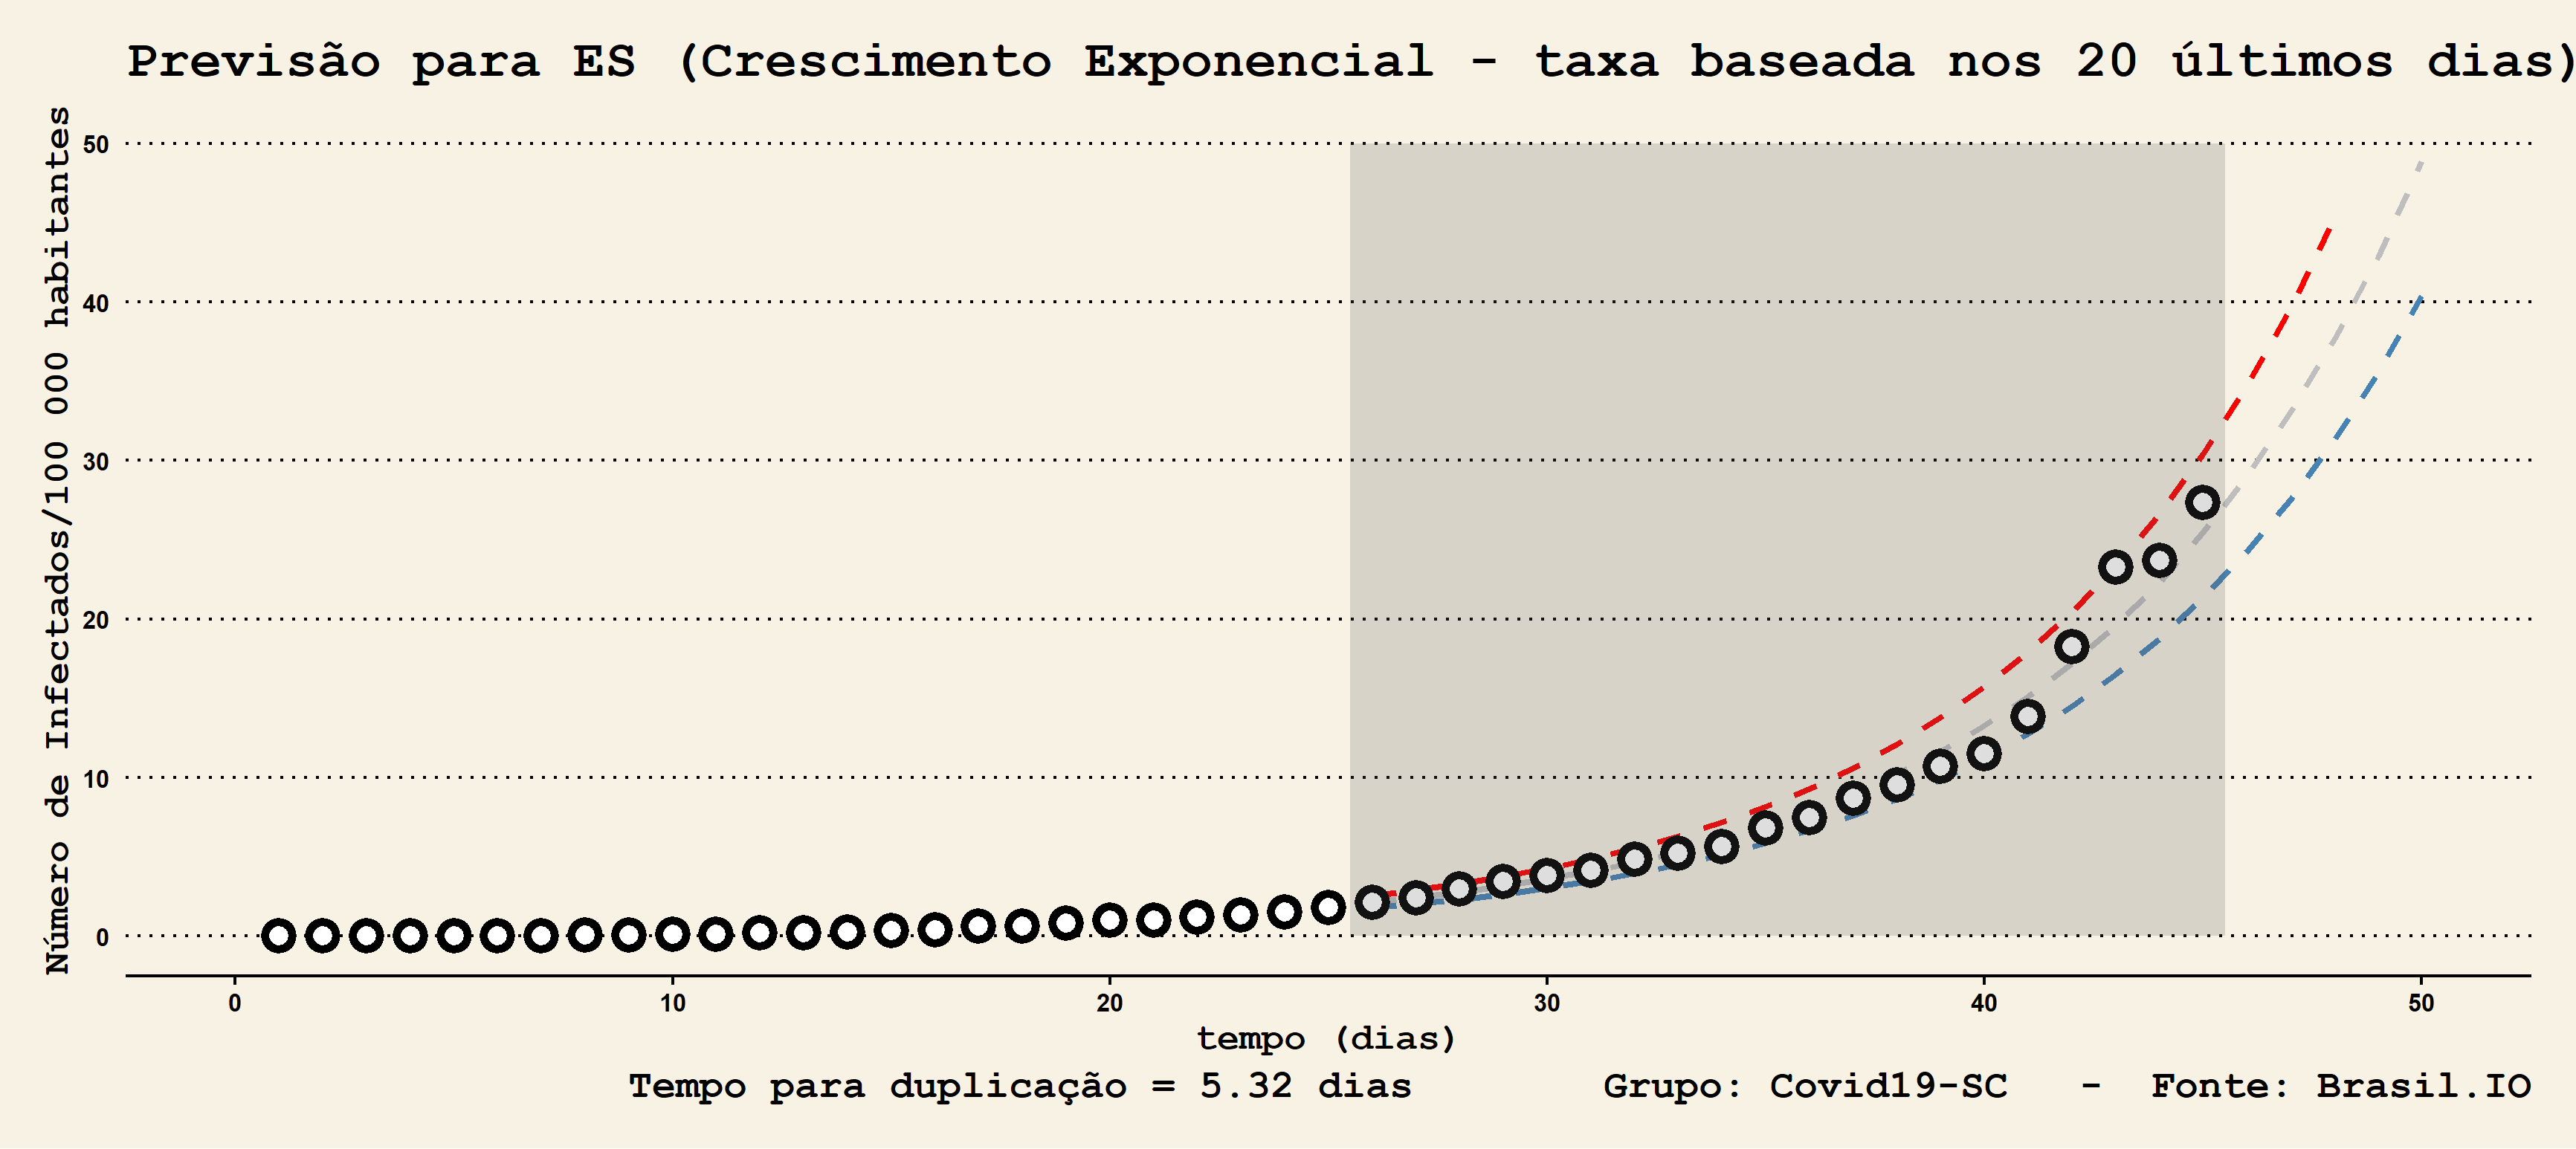 Previsão para ES (Crescimento Exponencial - taxa baseada nos 20 últimos dias)
Número de Infectados/100 000 habitantes
50
40
30
20
10
0
0 10 20 30 40 50
tempo (dias)
Tempo para duplicação = 5.32 dias Grupo: Covid19-SC - Fonte: Brasil.IO